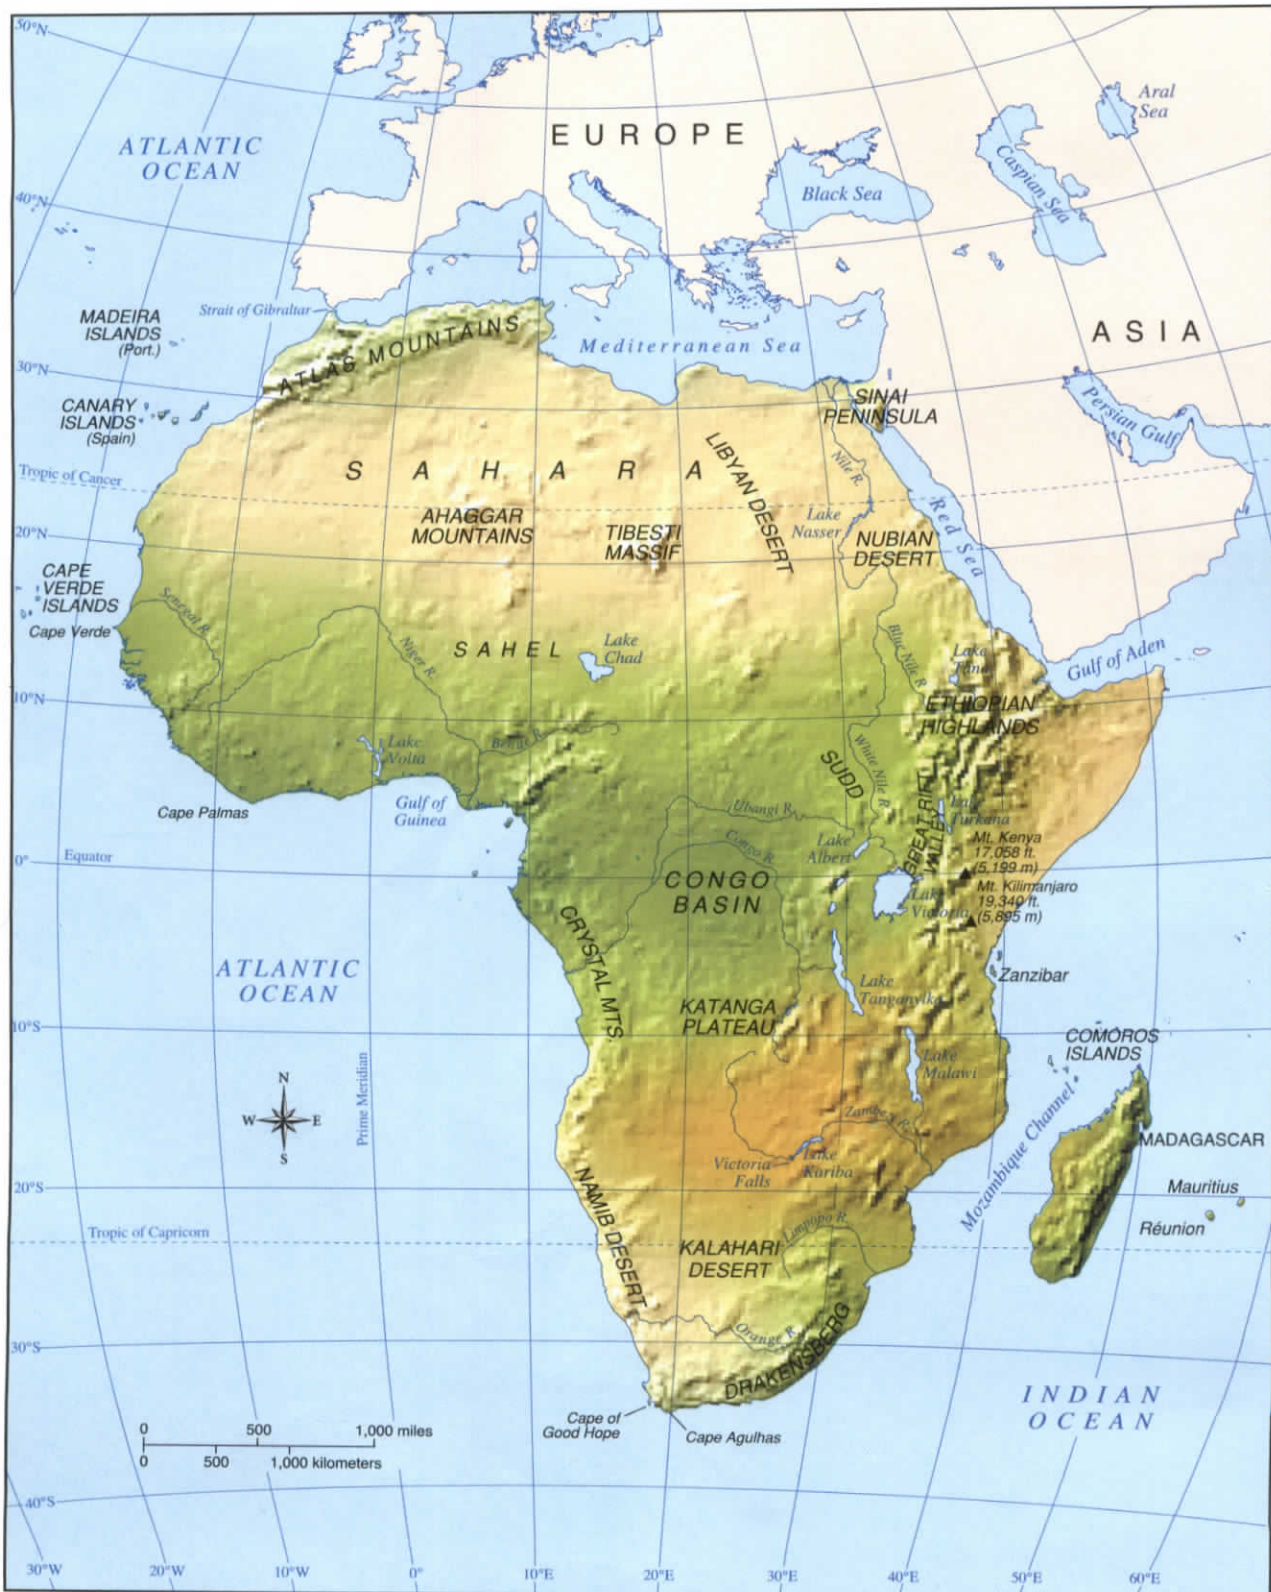 50°N
ATLANTIC
OCEAN
EUROPE
Aral
Sea
Caspian Sea
Black Sea
40°N
Strait of Gibraltar
MADEIRA
ISLANDS
(Port.)
ATLAS MOUNTAINS
Mediterranean Sea
ASIA
30°N
CANARY
ISLANDS
(Spain)
SINAI
PENINSULA
Persian Gulf
Tropic of Cancer
SAHARA
LIBYAN DESERT
Nile R.
Red Sea
20°N
AHAGGAR
MOUNTAINS
TIBESTI
MASSIF
Lake
Nasser
NUBIAN
DESERT
CAPE
VERDE
ISLANDS
Cape Verde
Senegal R.
Niger R.
SAHEL
Lake
Chad
Blue Nile R.
Lake
Tana
Gulf of Aden
10°N
ETHIOPIAN
HIGHLANDS
Lake
Volta
Benue R.
White Nile R.
SUDD
Cape Palmas
Gulf of
Guinea
Ubangi R.
Congo R.
Lake
Albert
GREAT RIFT
VALLEY
Lake
Turkana
Mt. Kenya
17,058 ft.
(5,199 m)
0°
Equator
CONGO
BASIN
Lake
Victoria
Mt. Kilimanjaro
19,340 ft.
(5,895 m)
CRYSTAL MTS.
ATLANTIC
OCEAN
Zanzibar
Lake
Tanganyika
KATANGA
PLATEAU
10°S
COMOROS
ISLANDS
Lake
Malawi
N
W
E
S
Prime Meridian
Zambezi R.
Mozambique Channel
MADAGASCAR
Victoria
Falls
Lake
Kariba
20°S
Mauritius
Réunion
NAMIB DESERT
Tropic of Capricorn
Limpopo R.
KALAHARI
DESERT
30°S
Orange R.
DRAKENSBERG
INDIAN
OCEAN
Cape of
Good Hope
Cape Agulhas
0 500 1,000 miles
0 500 1,000 kilometers
40°S
30°W 20°W 10°W 0° 10°E 20°E 30°E 40°E 50°E 60°E